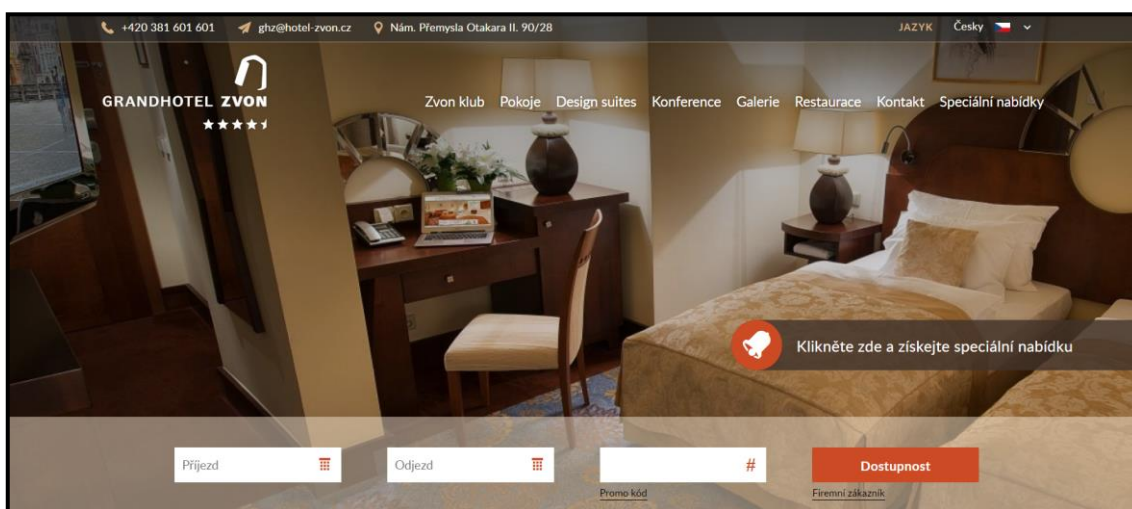 +420 381 601 601 ghz@hotel-zvon.cz Nám. Přemysla Otakara II. 90/28 JAZYK Česky
GRANDHOTEL ZVON
Zvon klub Pokoje Design suites Konference Galerie Restaurace Kontakt Speciální nabídky
Klikněte zde a získejte speciální nabídku
Příjezd Odjezd # Dostupnost
Promo kód Firemní zákazník